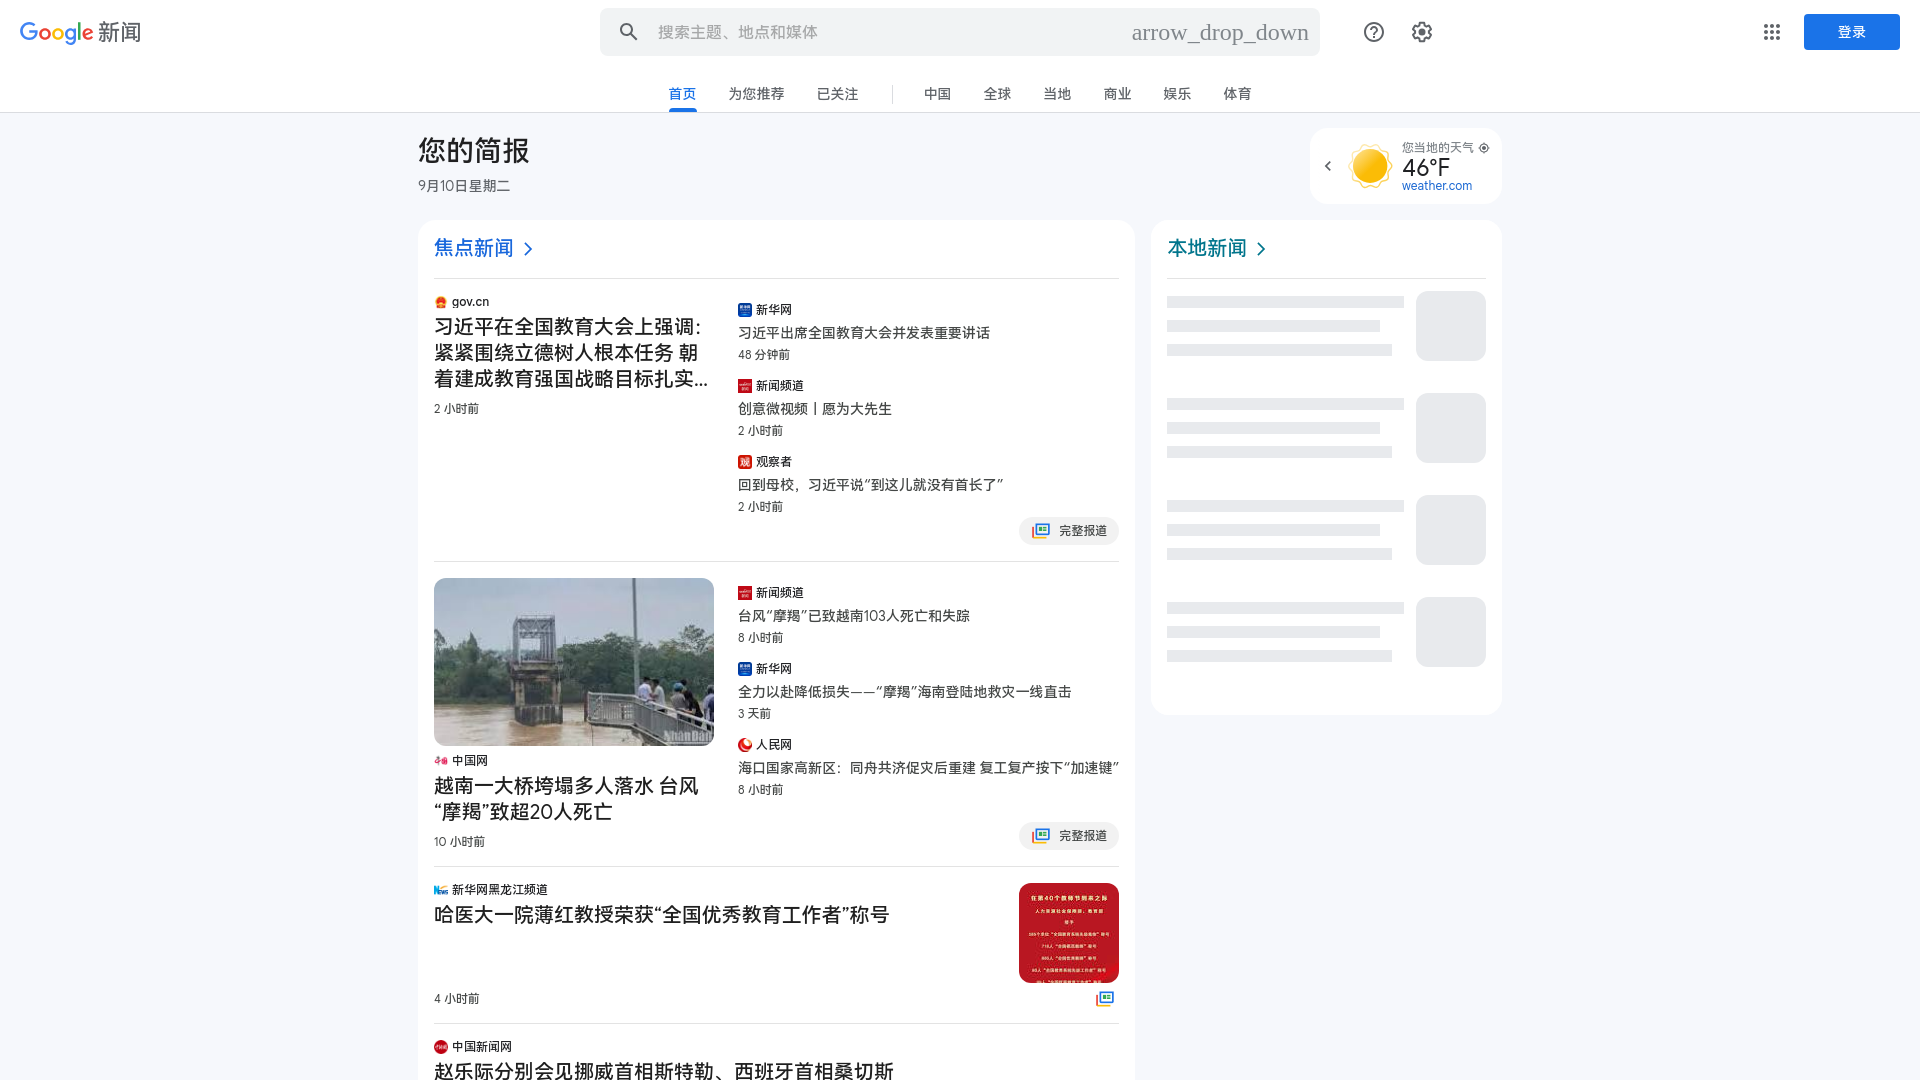 Google 新闻
搜索主题、地点和媒体
arrow_drop_down
登录
首页
为您推荐
已关注
中国
全球
当地
商业
娱乐
体育
您的简报
9月10日星期二
您当地的天气
46°F
weather.com
焦点新闻
gov.cn
习近平在全国教育大会上强调：
紧紧围绕立德树人根本任务 朝
着建成教育强国战略目标扎实...
2 小时前
新华网
习近平出席全国教育大会并发表重要讲话
48 分钟前
新闻频道
创意微视频丨愿为大先生
2 小时前
观察者
回到母校，习近平说“到这儿就没有首长了”
2 小时前
完整报道
NhanDan
中国网
越南一大桥垮塌多人落水 台风
“摩羯”致超20人死亡
10 小时前
新闻频道
台风“摩羯”已致越南103人死亡和失踪
8 小时前
新华网
全力以赴降低损失——“摩羯”海南登陆地救灾一线直击
3 天前
人民网
海口国家高新区：同舟共济促灾后重建 复工复产按下“加速键”
8 小时前
完整报道
新华网黑龙江频道
哈医大一院薄红教授荣获“全国优秀教育工作者”称号
4 小时前
在第40个教师节到来之际
中国新闻网
赵乐际分别会见挪威首相斯特勒、西班牙首相桑切斯
本地新闻